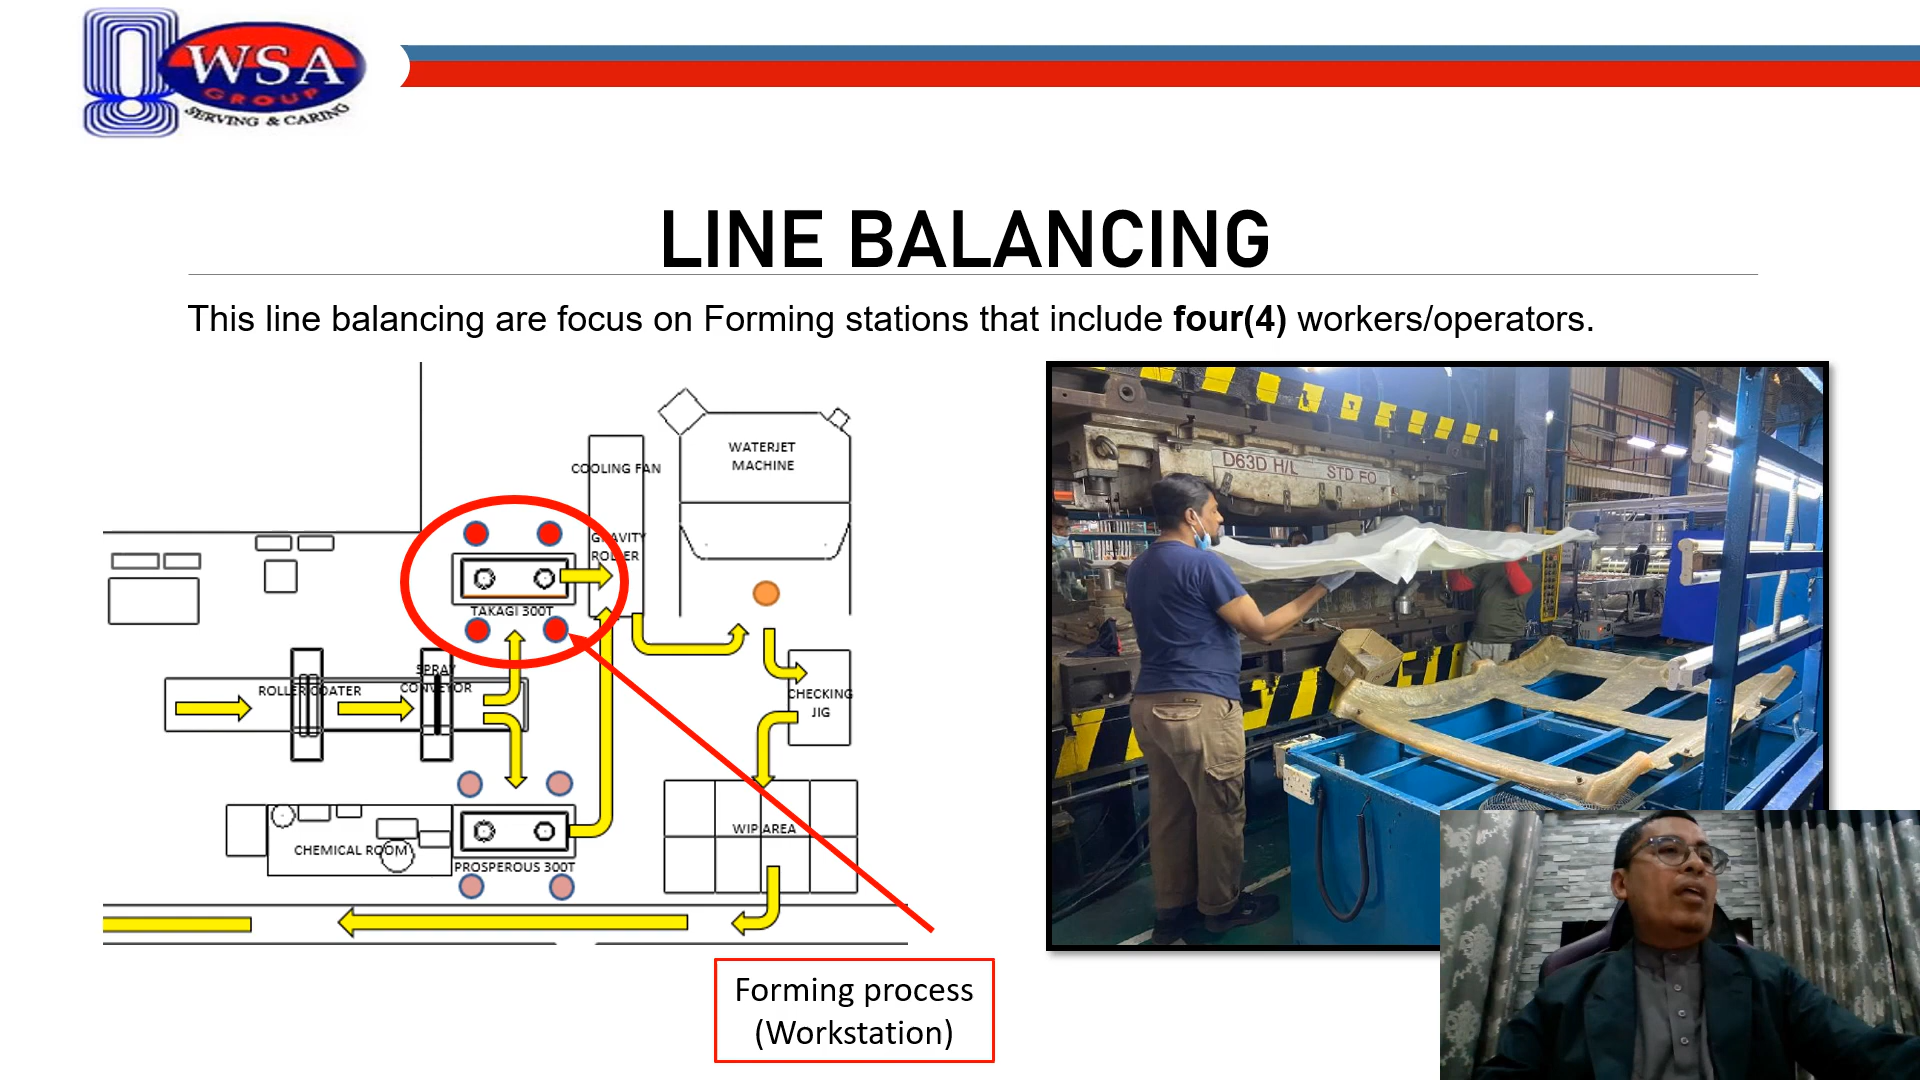 WSA
GROUP
SERVING & CARING
LINE BALANCING
This line balancing are focus on Forming stations that include four(4) workers/operators.
COOLING FAN
WATERJET
MACHINE
GRAVITY
ROLLER
TAKAGI 300T
SPRAY
CONVEYOR
ROLLER COATER
CHECKING
JIG
CHEMICAL ROOM
PROSPEROUS 300T
WIP AREA
Forming process
(Workstation)
D63D H/L STD FO